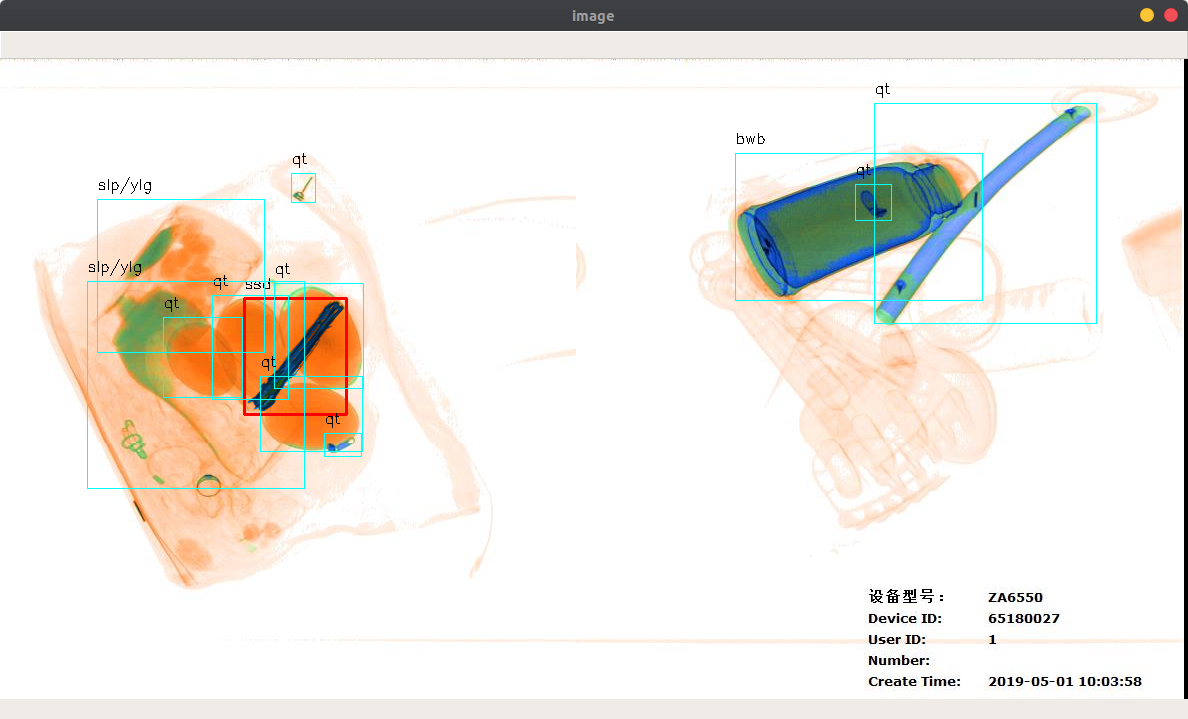 image
qt
bwb
qt
qt
slp/ylg
slp/ylg
qt
qt
ssd
qt
qt
qt
设备型号： ZA6550
Device ID: 65180027
User ID: 1
Number:
Create Time: 2019-05-01 10:03:58